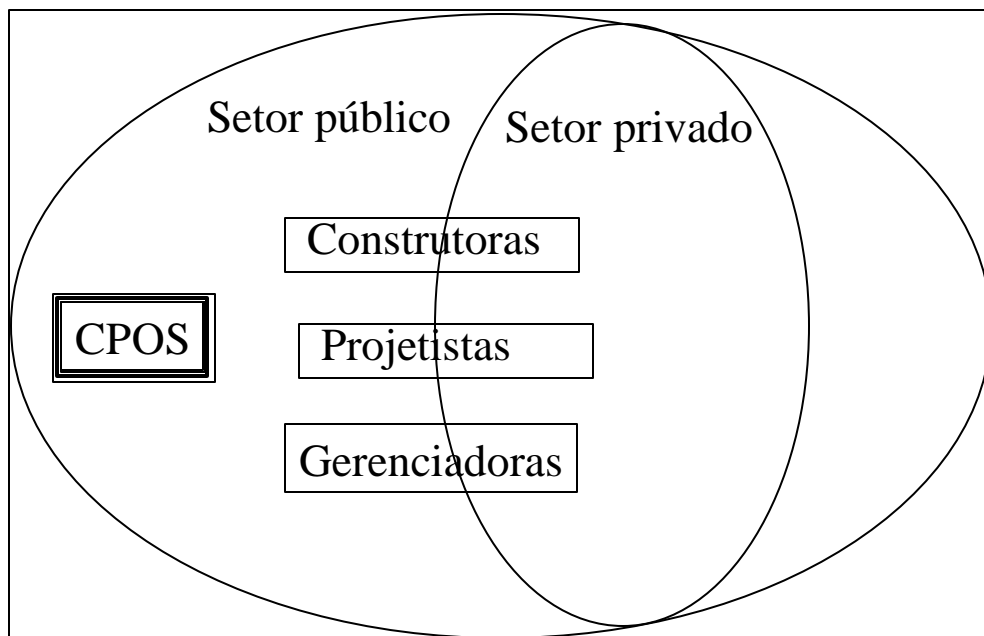 Setor público
Setor privado
Construtoras
CPOS
Projetistas
Gerenciadoras